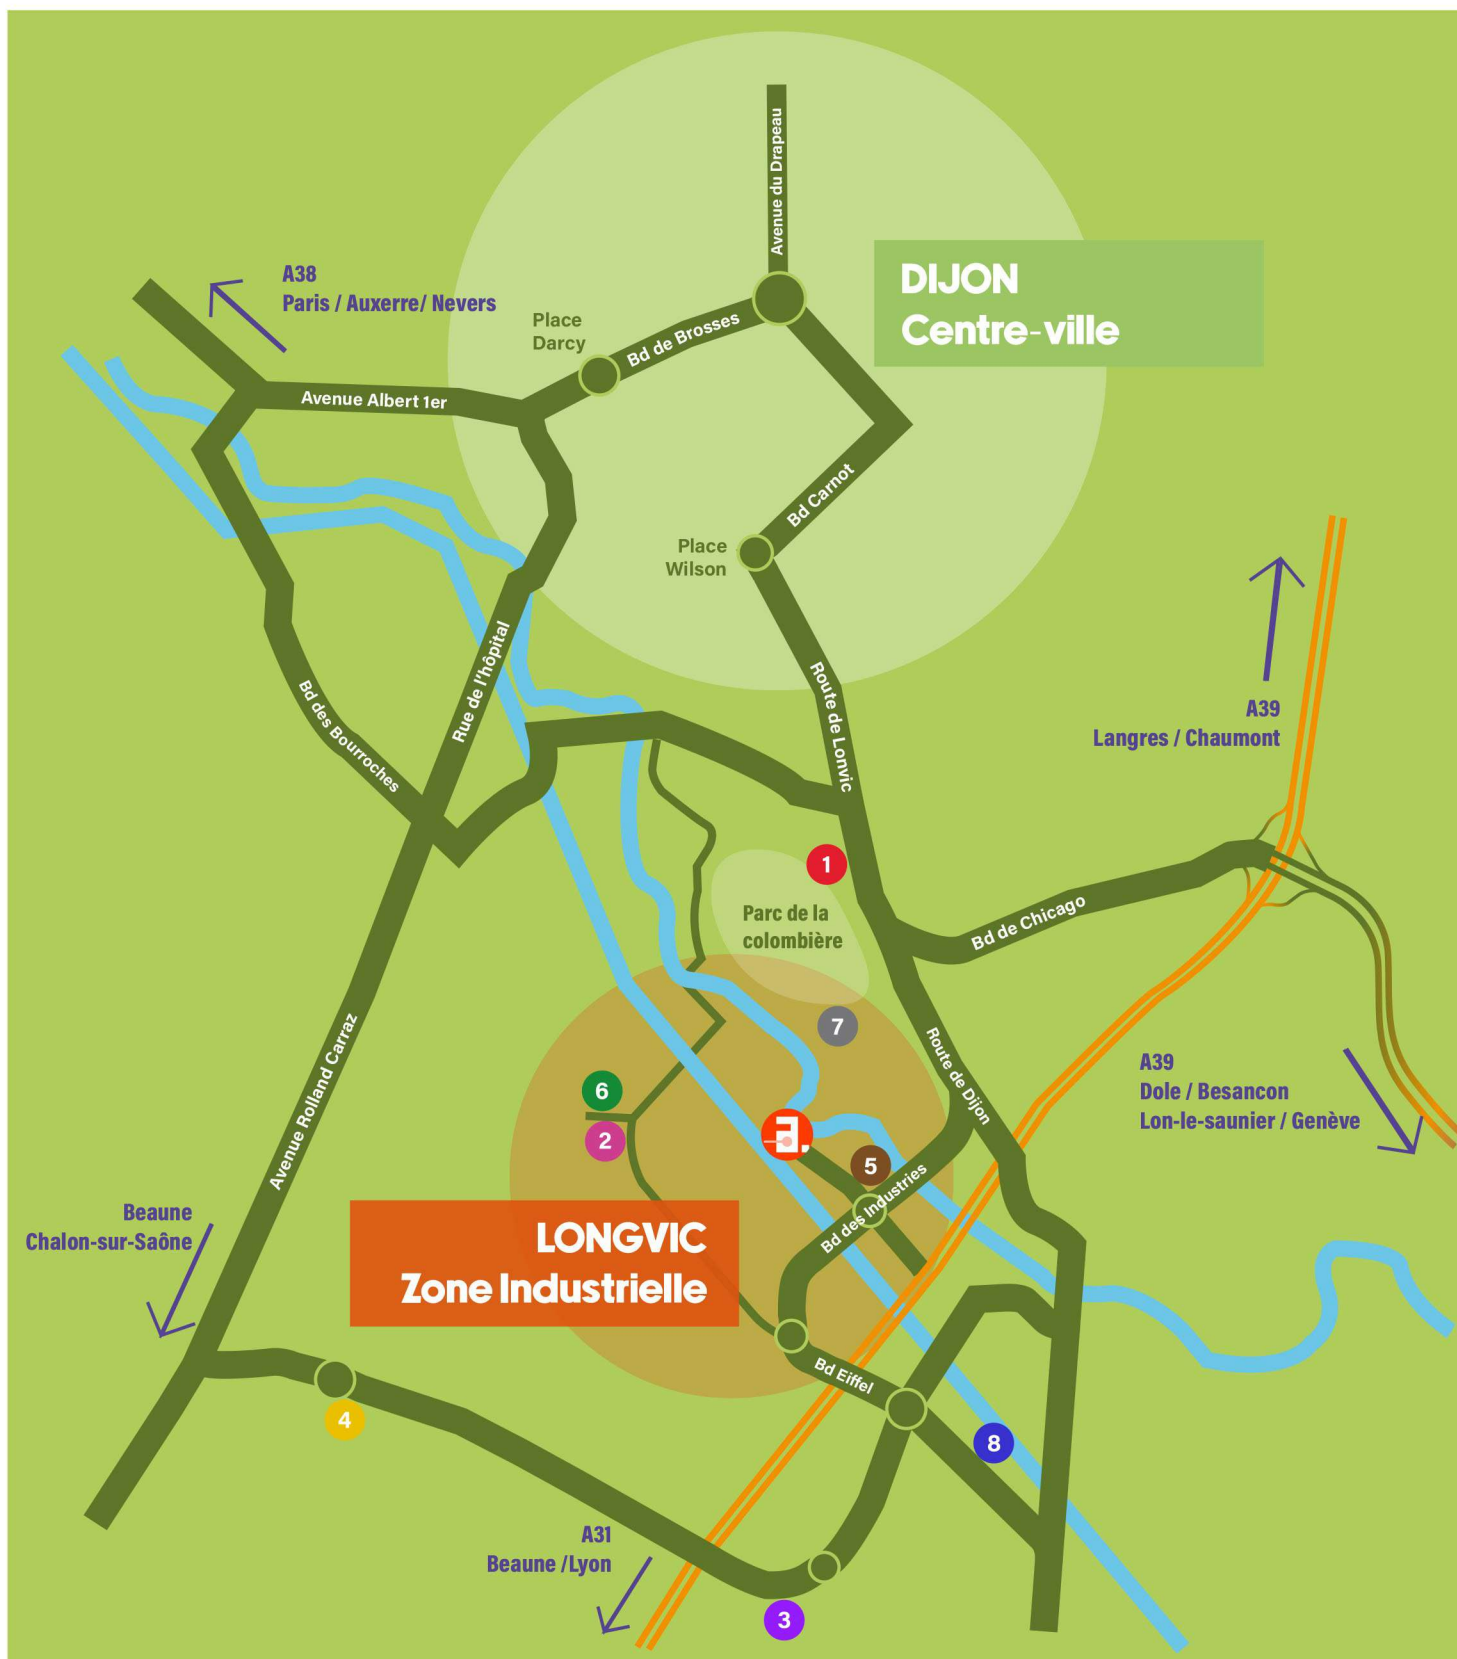 Avenue du Drapeau
DIJON
Centre-ville
A38
Paris / Auxerre/ Nevers
Place
Darcy
Bd de Brosses
Avenue Albert 1er
Bd Carnot
Place
Wilson
Rue de l'hôpital
Route de Lonvic
Bd des Bourroches
A39
Langres / Chaumont
1
Parc de la
colombière
Bd de Chicago
7
Route de Dijon
Avenue Rolland Carraz
A39
Dole / Besancon
Lon-le-saunier / Genève
6
2
a.
5
Bd des Industries
Beaune
Chalon-sur-Saône
LONGVIC
Zone Industrielle
Bd Eiffel
4
8
A31
Beaune /Lyon
3